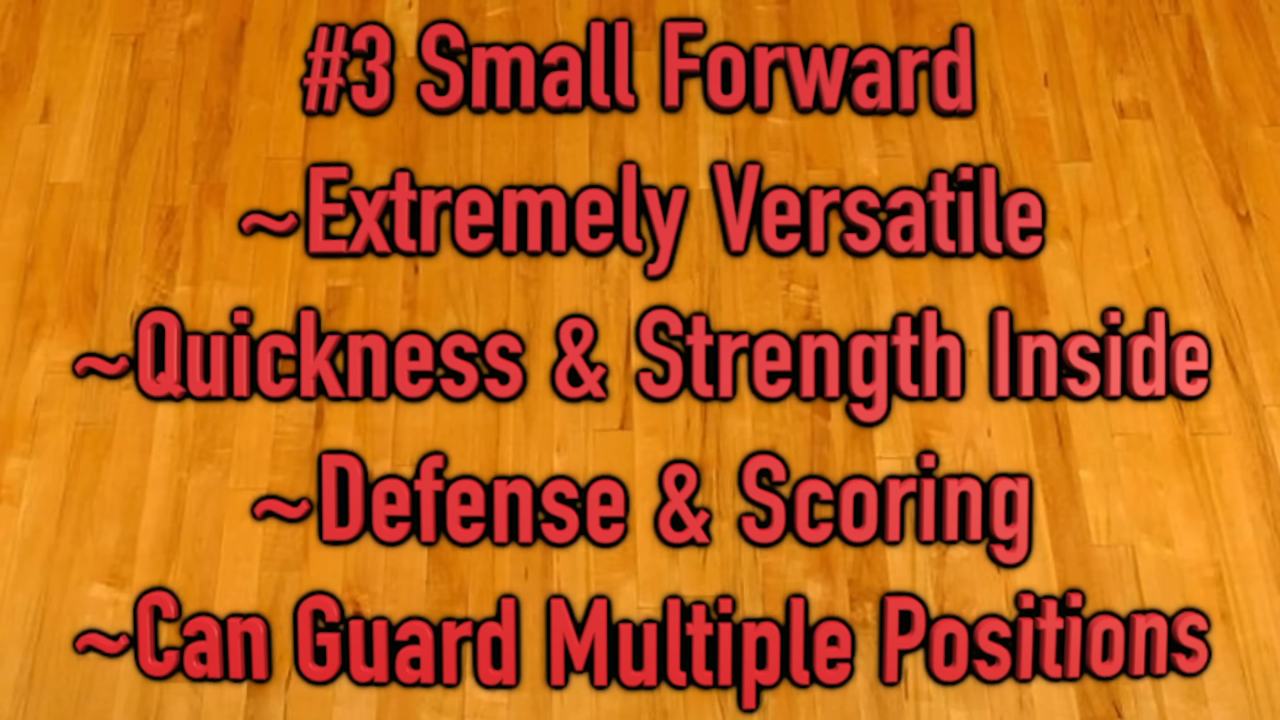 #3 Small Forward
~Extremely Versatile
~Quickness & Strength Inside
~Defense & Scoring
~Can Guard Multiple Positions